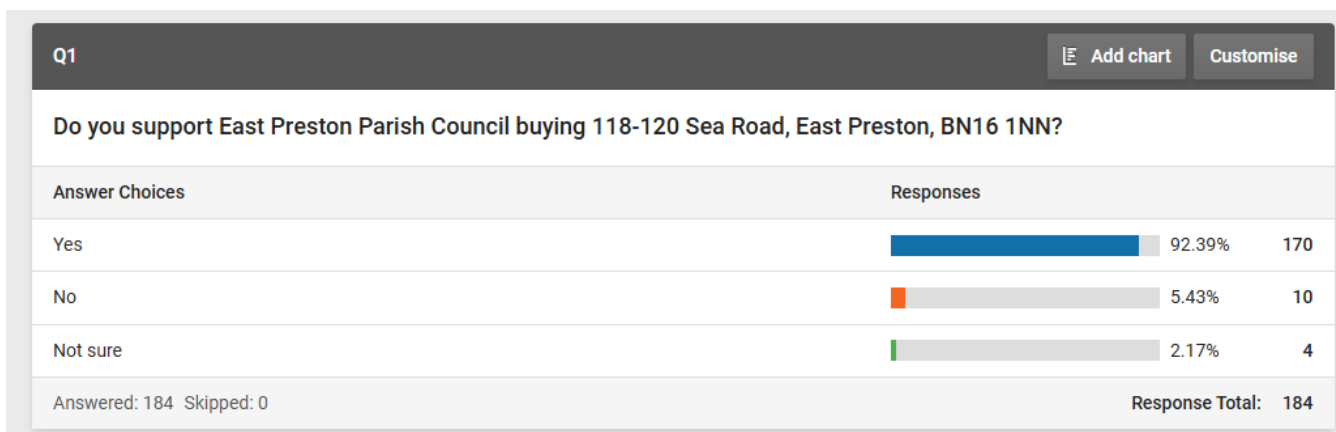 Q1 Add chart Customise
Do you support East Preston Parish Council buying 118-120 Sea Road, East Preston, BN16 1NN?
Answer Choices Responses
Yes 92.39% 170
No 5.43% 10
Not sure 2.17% 4
Answered: 184 Skipped: 0 Response Total: 184